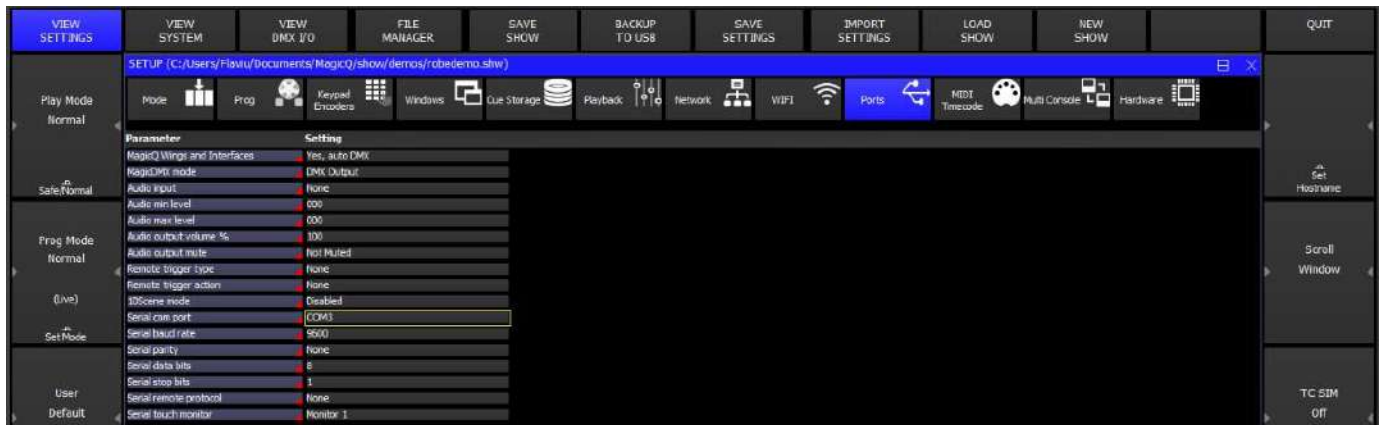 VIEW SETTINGS
VIEW SYSTEM
VIEW DMX I/O
FILE MANAGER
SAVE SHOW
BACKUP TO USB
SAVE SETTINGS
IMPORT SETTINGS
LOAD SHOW
NEW SHOW
QUIT
SETUP (C:/Users/Flaviu/Documents/MagicQ/show/demos/robedemo.shw)
Mode
Prog
Keypad Encoders
Windows
Cue Storage
Playback
Network
WIFI
Ports
MIDI Timecode
Multi Console
Hardware
Play Mode
Normal
Safe/Normal
Prog Mode
Normal
(Live)
Set Mode
User
Default
Parameter Setting
MagicQ Wings and Interfaces Yes, auto DMX
MagicDMX mode DMX Output
Audio input None
Audio min level 000
Audio max level 000
Audio output volume % 100
Audio output mute Not Muted
Remote trigger type None
Remote trigger action None
10Scene mode Disabled
Serial com port COM3
Serial baud rate 9600
Serial parity None
Serial data bits 8
Serial stop bits 1
Serial remote protocol None
Serial touch monitor Monitor 1
Set
Hostname
Scroll
Window
TC SIM
Off